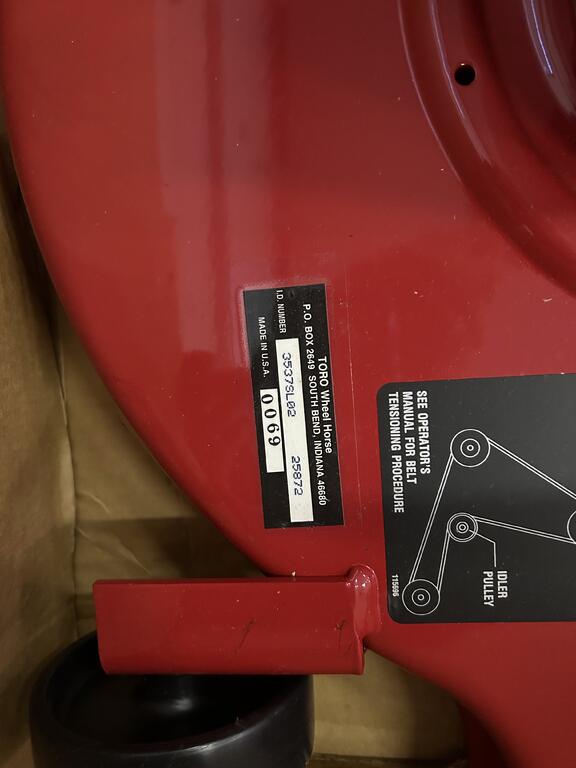 TORO Wheel Horse
P.O. BOX 2649 SOUTH BEND, INDIANA 46680
I.D. NUMBER 3537SL02 25872
MADE IN U.S.A. 0069
SEE OPERATOR'S
MANUAL FOR BELT
TENSIONING PROCEDURE
IDLER
PULLEY
115696